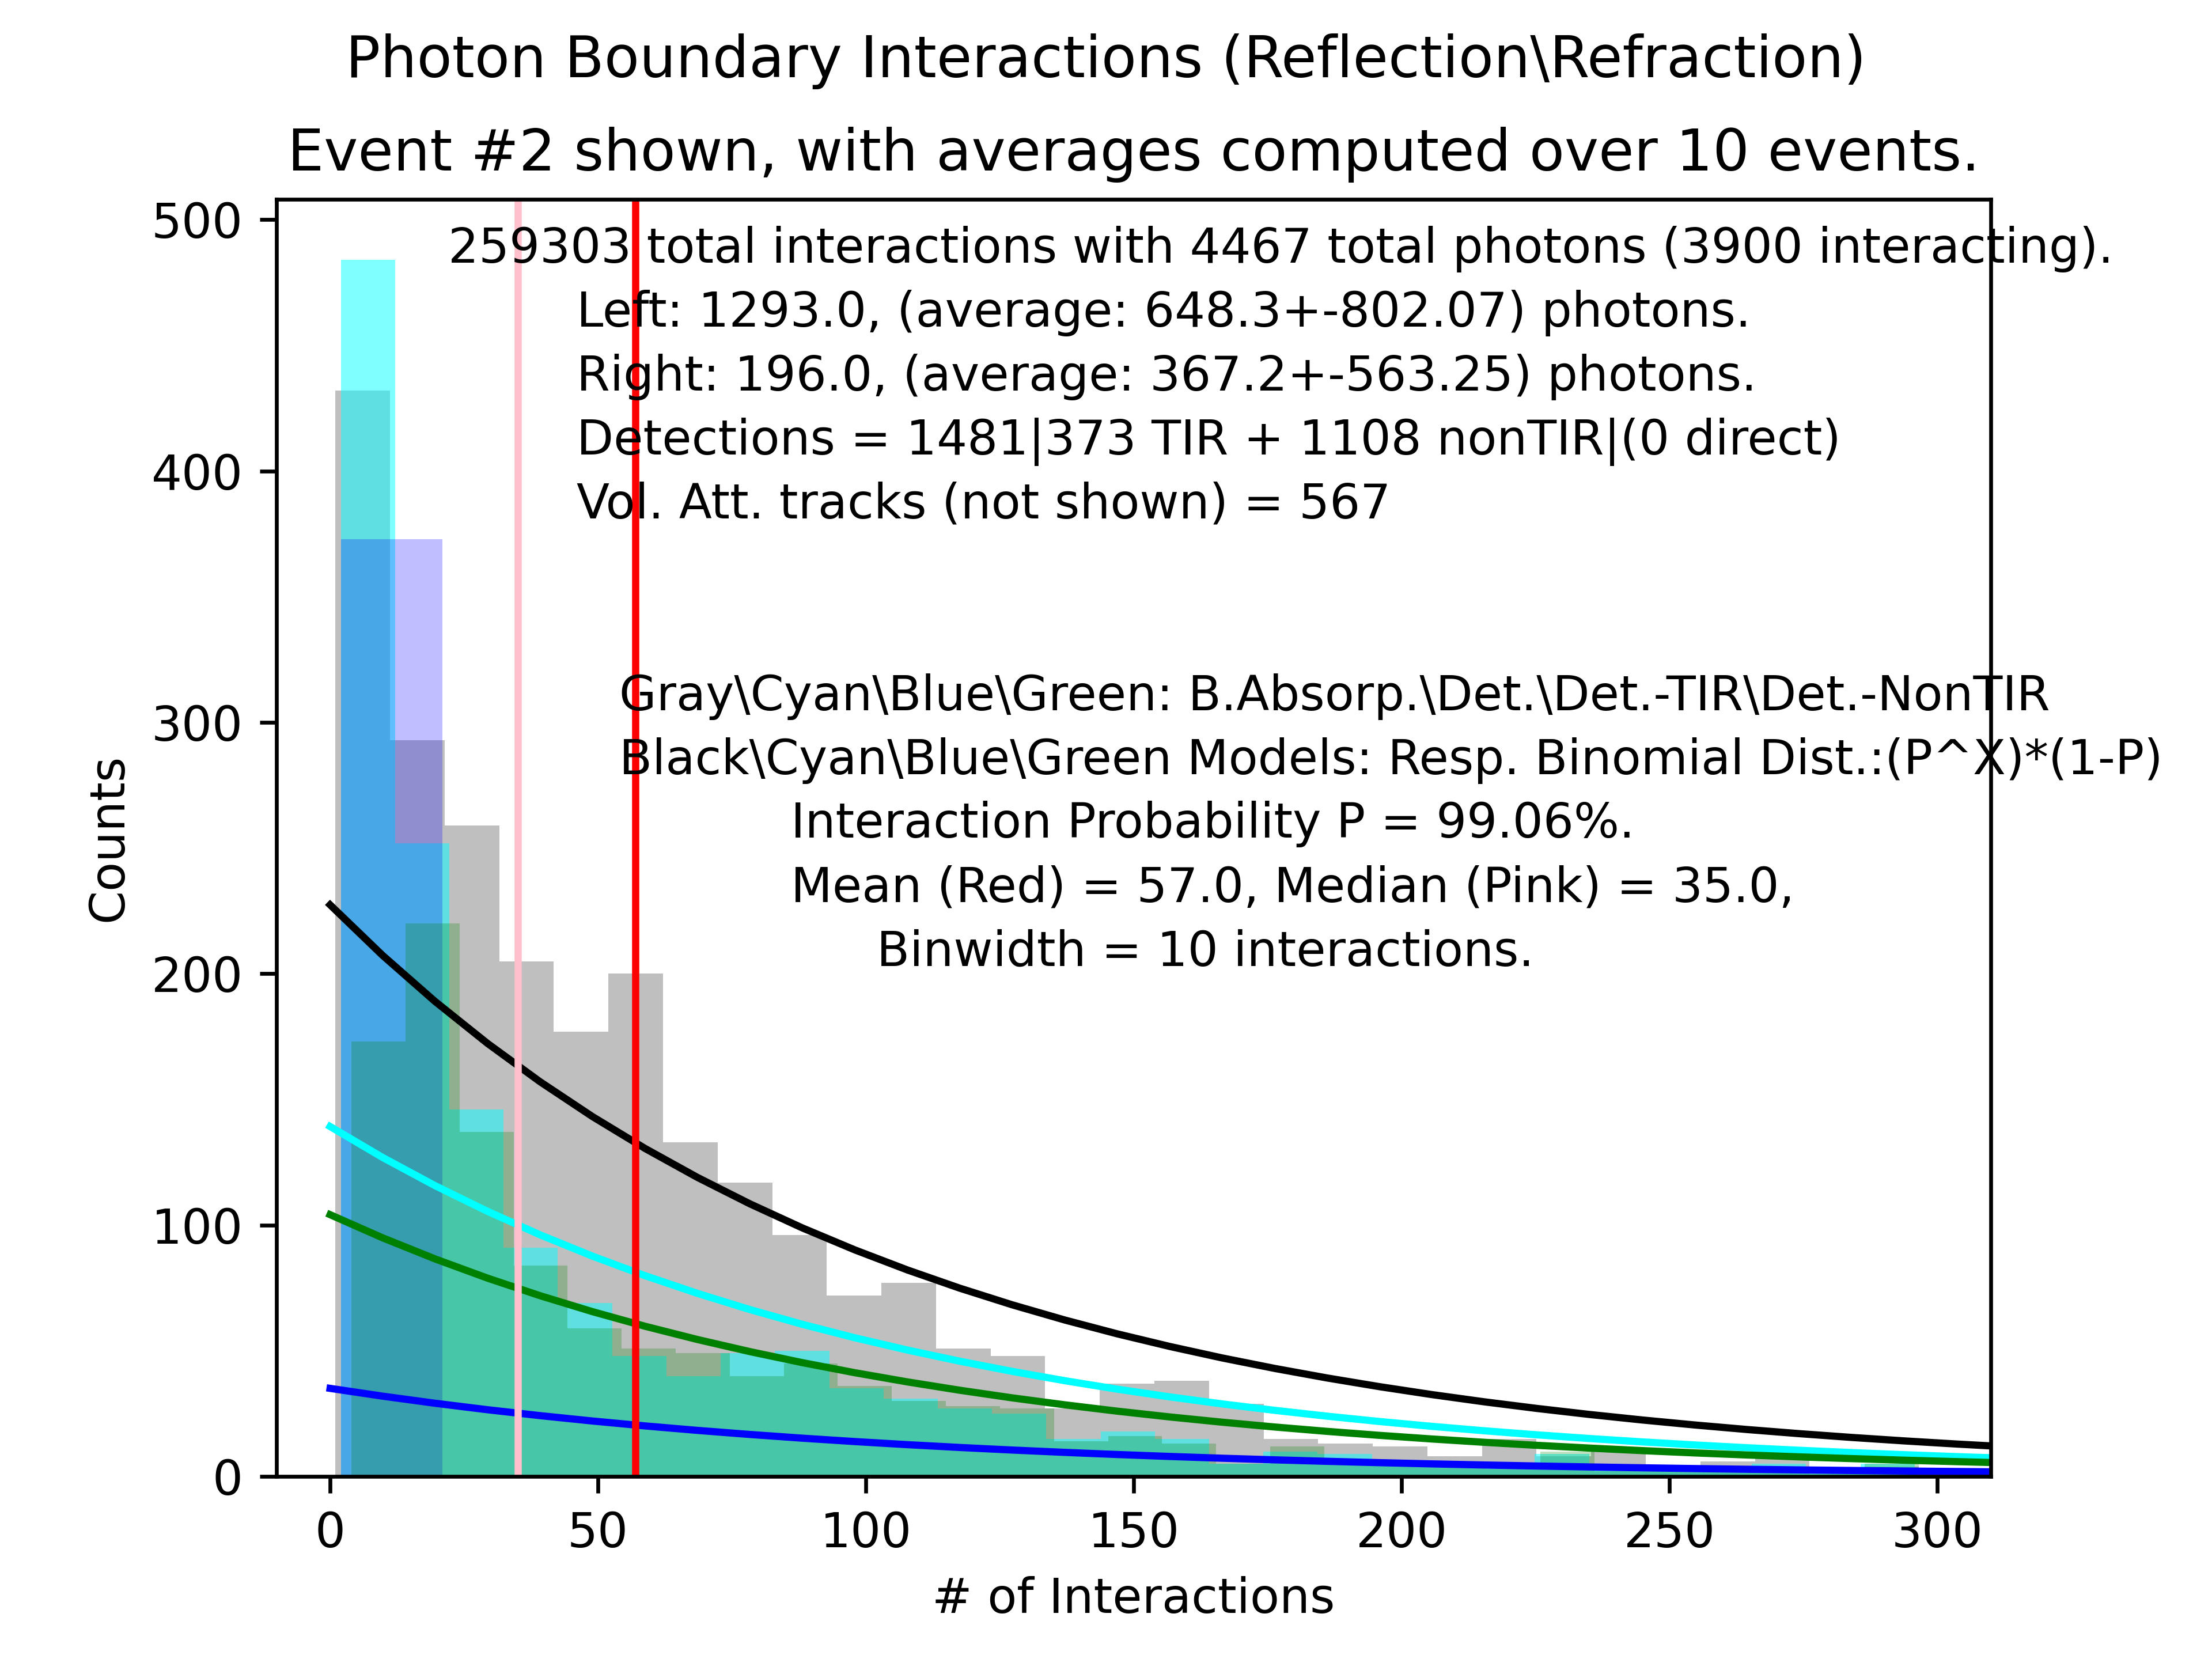 Photon Boundary Interactions (Reflection\Refraction)
Event #2 shown, with averages computed over 10 events.
259303 total interactions with 4467 total photons (3900 interacting).
Left: 1293.0, (average: 648.3+-802.07) photons.
Right: 196.0, (average: 367.2+-563.25) photons.
Detections = 1481|373 TIR + 1108 nonTIR|(0 direct)
Vol. Att. tracks (not shown) = 567
Gray\Cyan\Blue\Green: B.Absorp.\Det.\Det.-TIR\Det.-NonTIR
Black\Cyan\Blue\Green Models: Resp. Binomial Dist.:(P^X)*(1-P)
Interaction Probability P = 99.06%.
Mean (Red) = 57.0, Median (Pink) = 35.0,
Binwidth = 10 interactions.
500
400
300
200
100
0
Counts
0 50 100 150 200 250 300
# of Interactions